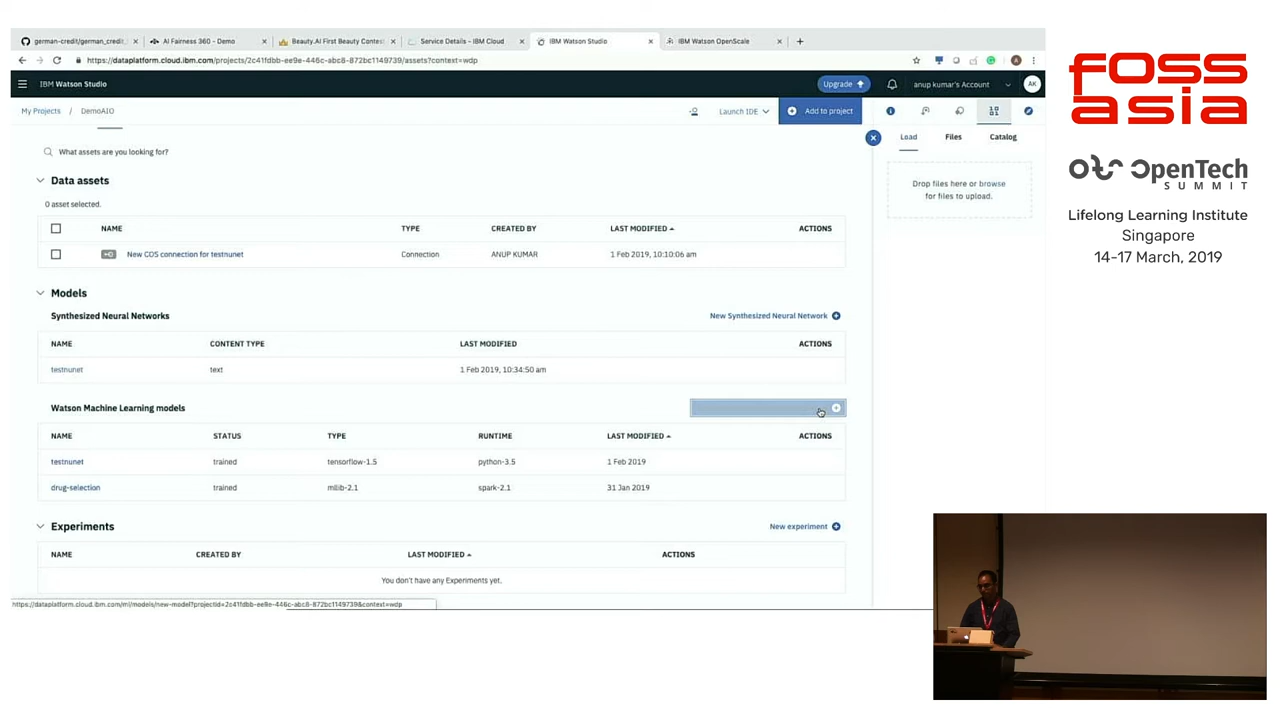 german-credit/german_credit_
AI Fairness 360 - Demo
Beauty.AI First Beauty Contest
Service Details - IBM Cloud
IBM Watson Studio
IBM Watson OpenScale
https://dataplatform.cloud.ibm.com/projects/2c41fdbb-ee9e-446c-abc8-872bc1149739/assets?context=wdp
IBM Watson Studio
Upgrade
anup kumar's Account
AK
My Projects / DemoAIO
Launch IDE
Add to project
Load Files Catalog
What assets are you looking for?
Drop files here or browse
for files to upload.
Data assets
0 asset selected.
NAME TYPE CREATED BY LAST MODIFIED ACTIONS
New COS connection for testnunet Connection ANUP KUMAR 1 Feb 2019, 10:10:06 am
Models
Synthesized Neural Networks New Synthesized Neural Network
NAME CONTENT TYPE LAST MODIFIED ACTIONS
testnunet text 1 Feb 2019, 10:34:50 am
Watson Machine Learning models
NAME STATUS TYPE RUNTIME LAST MODIFIED ACTIONS
testnunet trained tensorflow-1.5 python-3.5 1 Feb 2019
drug-selection trained mllib-2.1 spark-2.1 31 Jan 2019
Experiments New experiment
NAME CREATED BY LAST MODIFIED ACTIONS
You don't have any Experiments yet.
https://dataplatform.cloud.ibm.com/ml/models/new-model?projectid=2c41fdbb-ee9e-446c-abc8-872bc1149739&context=wdp
FOSS
asia
OpenTech
SUMMIT
Lifelong Learning Institute
Singapore
14-17 March, 2019